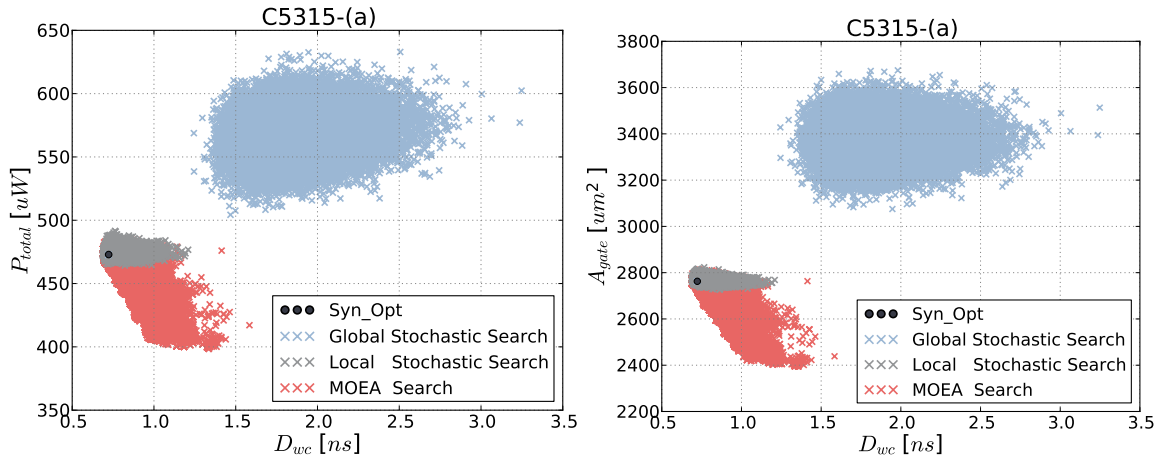 C5315-(a)
650
600
550
500
450
400
350
P_total [uW]
0.5
1.0
1.5
2.0
2.5
3.0
3.5
D_wc [ns]
Syn_Opt
Global Stochastic Search
Local Stochastic Search
MOEA Search
C5315-(a)
3800
3600
3400
3200
3000
2800
2600
2400
2200
A_gate [um²]
0.5
1.0
1.5
2.0
2.5
3.0
3.5
D_wc [ns]
Syn_Opt
Global Stochastic Search
Local Stochastic Search
MOEA Search